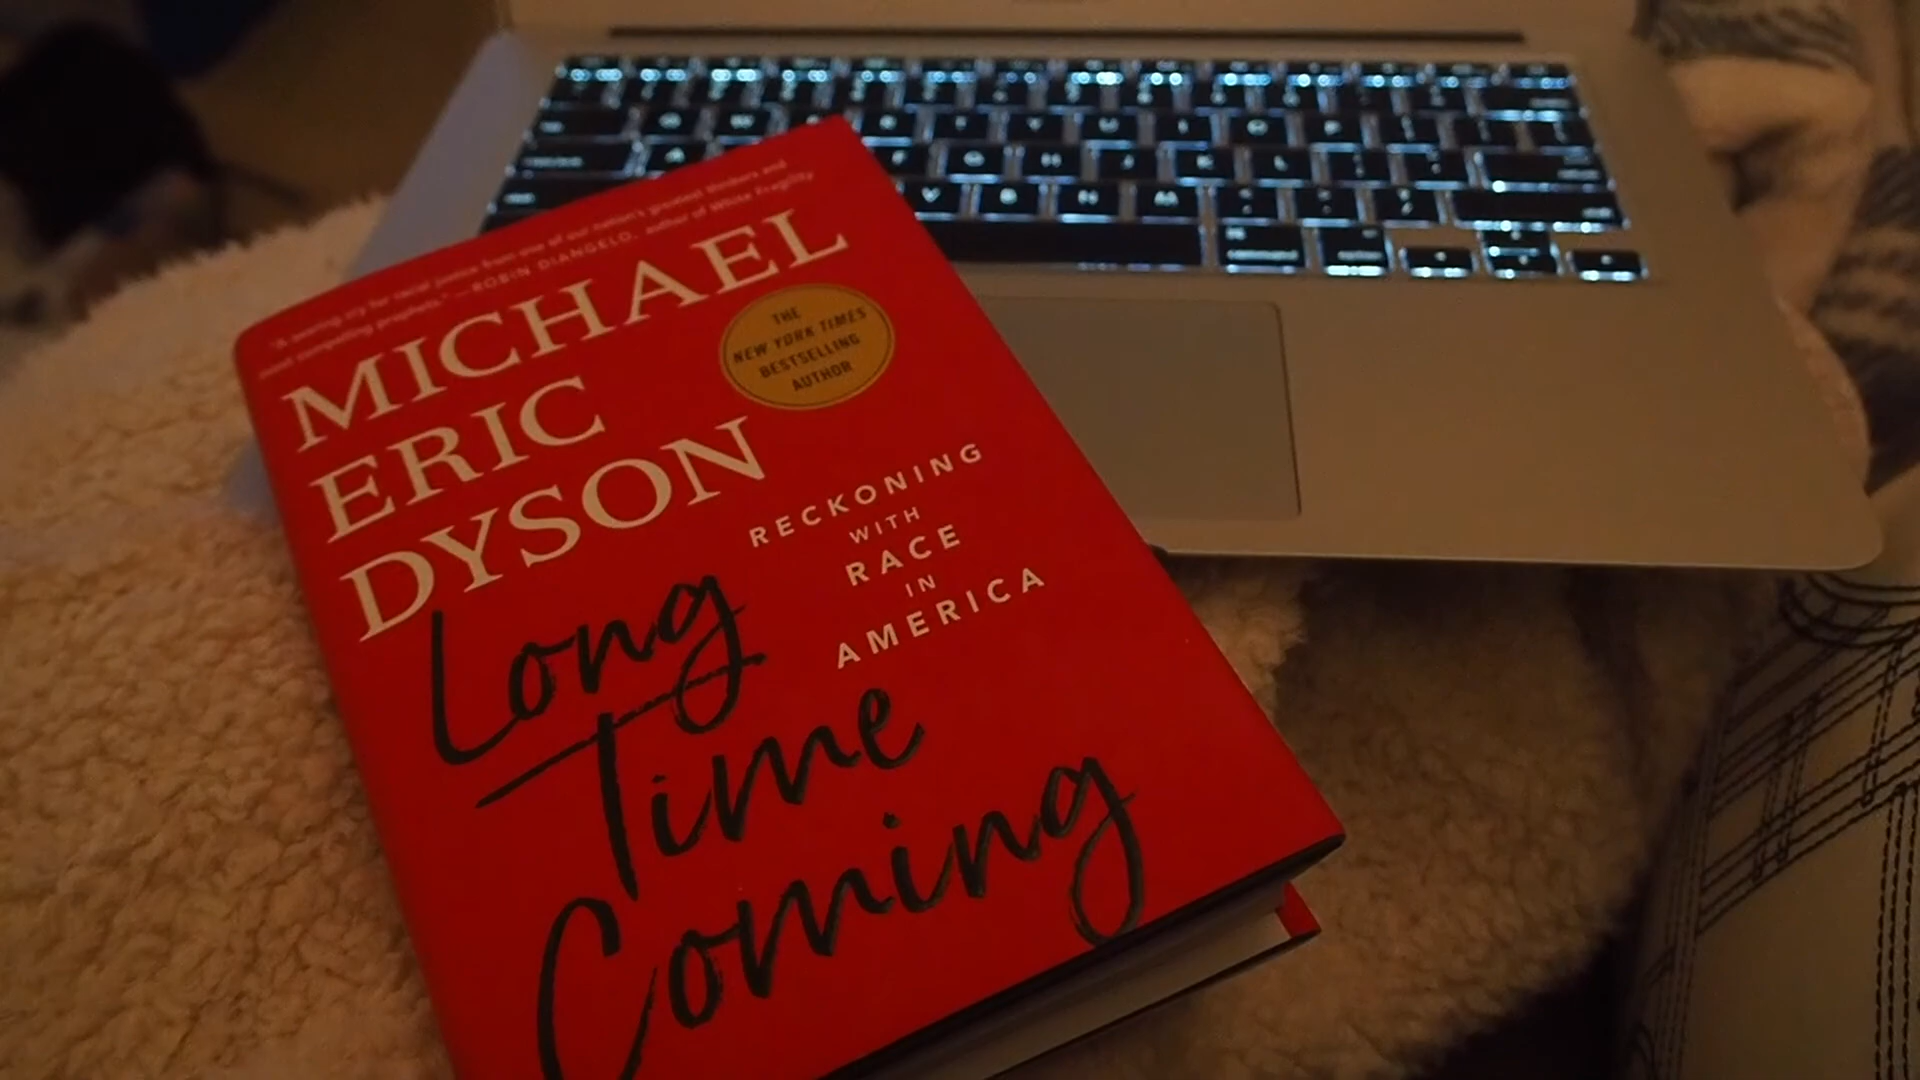 "A searing cry for racial justice from one of our nation's greatest thinkers and
most compelling prophets." — ROBIN DIANGELO, author of White Fragility
MICHAEL
ERIC
DYSON
THE
NEW YORK TIMES
BESTSELLING
AUTHOR
RECKONING
WITH
RACE
IN
AMERICA
Long
Time
Coming
W R T Y U I O P
A F G H J K L
V B N M
command option